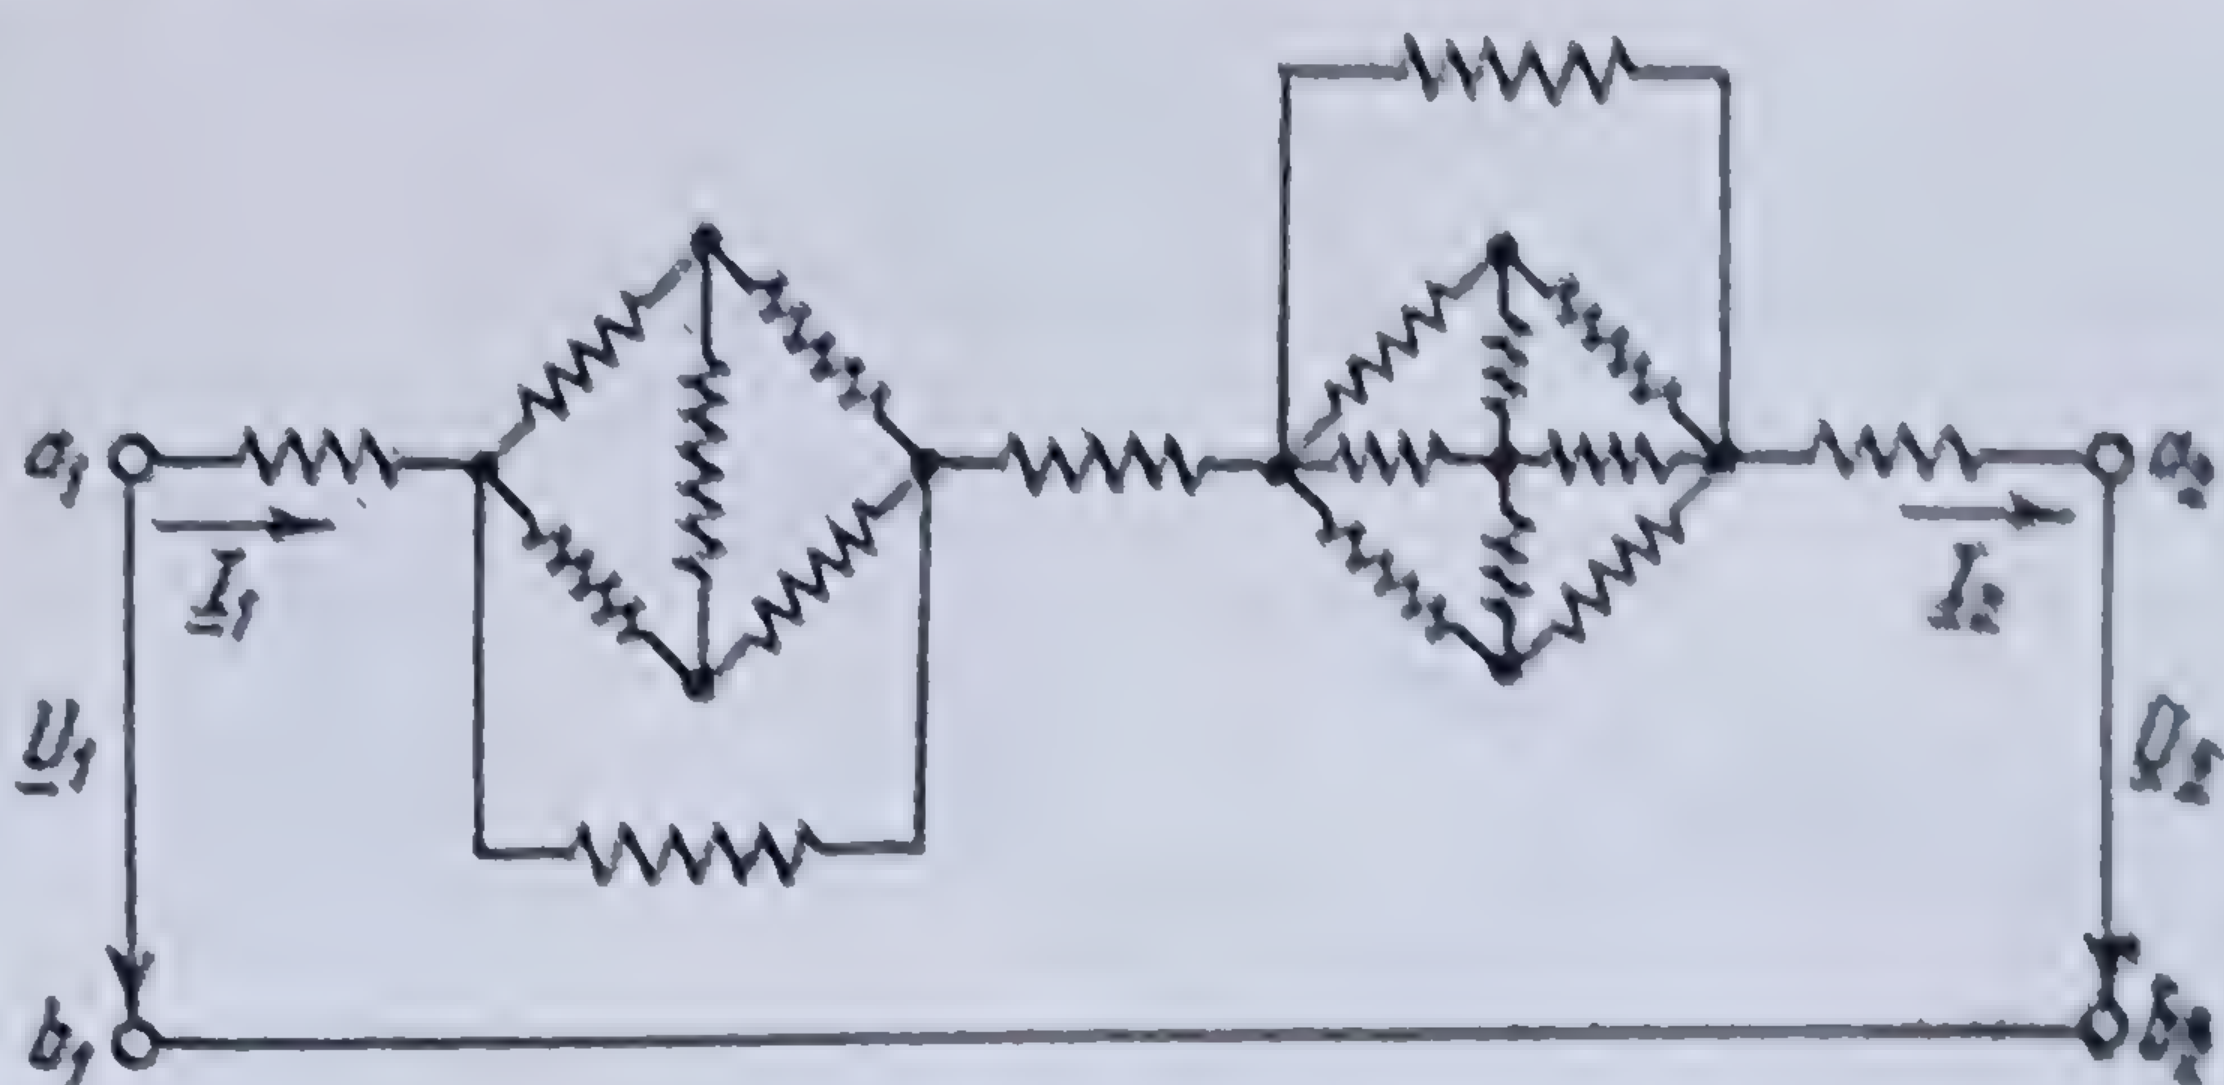 a₁
a₂
I₁
I₂
U₁
U₂
b₁
b₂